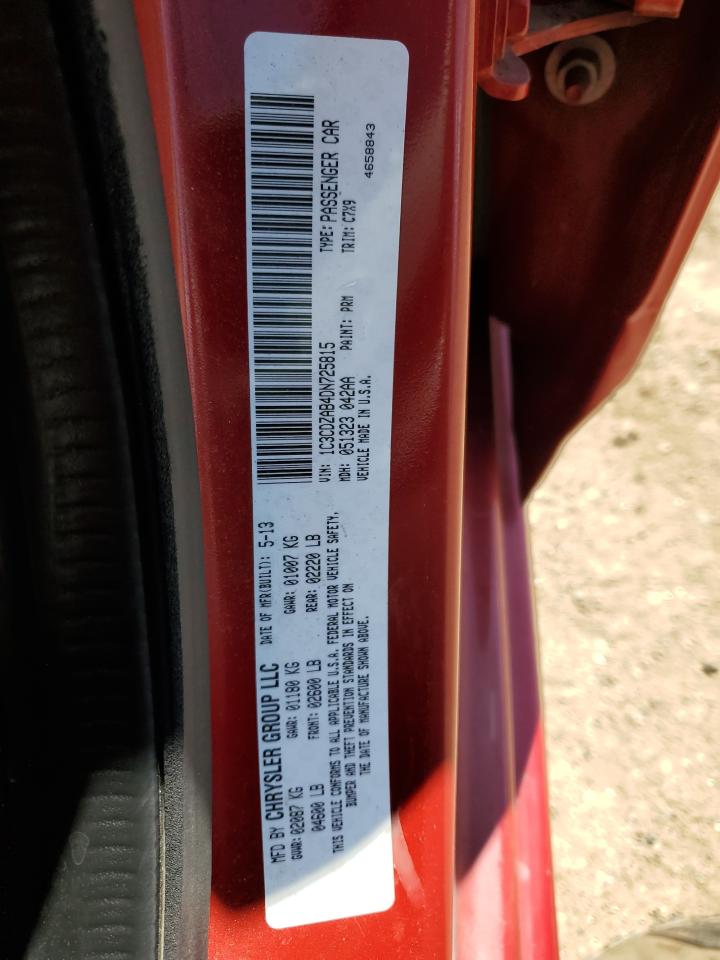 MFD BY CHRYSLER GROUP LLC DATE OF MFR(BUILT): 5-13
GVWR: 02087 KG GAWR: 01180 KG GAWR: 01007 KG
04600 LB FRONT: 02600 LB REAR: 02220 LB
THIS VEHICLE CONFORMS TO ALL APPLICABLE U.S.A. FEDERAL MOTOR VEHICLE SAFETY,
BUMPER AND THEFT PREVENTION STANDARDS IN EFFECT ON
THE DATE OF MANUFACTURE SHOWN ABOVE.
VIN: 1C3CDZAB4DN725815 TYPE: PASSENGER CAR
MDH: 051323 042AA PAINT: PRM TRIM: C7X9
VEHICLE MADE IN U.S.A. 4658843